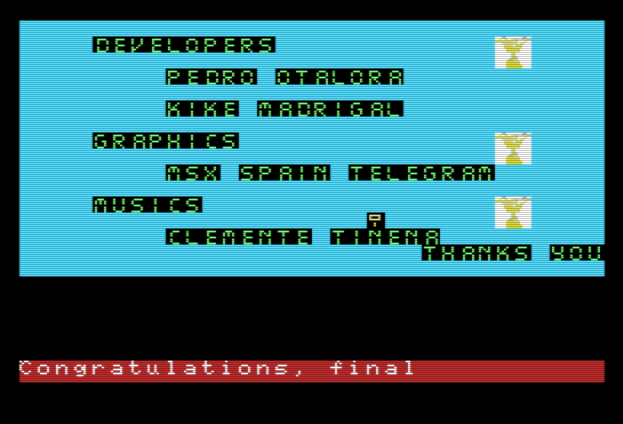 DEVELOPERS
PEDRO OTALORA
KIKE MADRIGAL
GRAPHICS
MSX SPAIN TELEGRAM
MUSICS
CLEMENTE TINENA
THANKS YOU
Congratulations, final